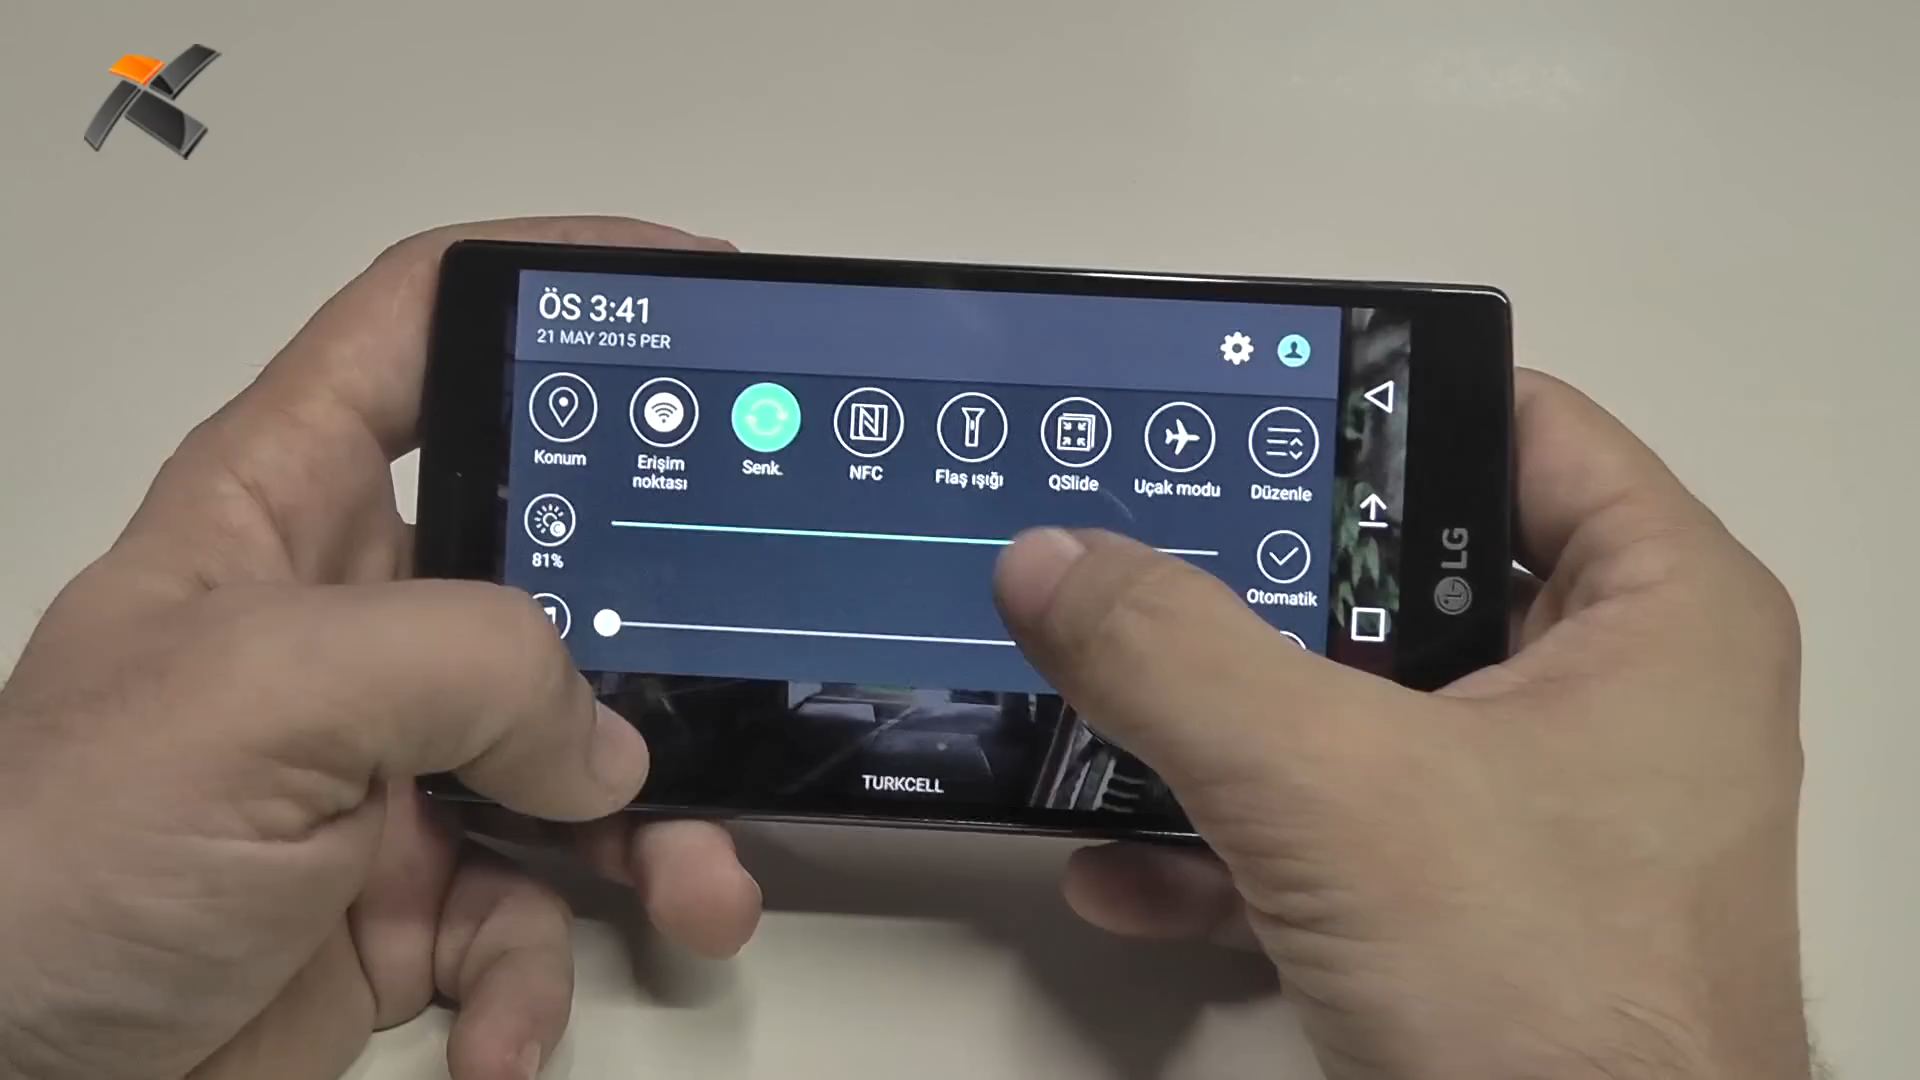 ÖS 3:41
21 MAY 2015 PER
Konum
Erişim
noktası
Senk.
NFC
Flaş ışığı
QSlide
Uçak modu
Düzenle
81%
Otomatik
LG
TURKCELL